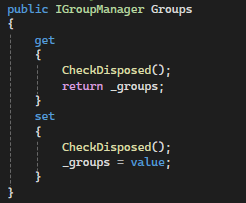 public IGroupManager Groups
{
    get
    {
        CheckDisposed();
        return _groups;
    }
    set
    {
        CheckDisposed();
        _groups = value;
    }
}